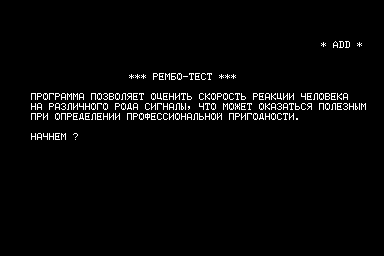 * ADD *
*** РЕМБО-ТЕСТ ***
ПРОГРАММА ПОЗВОЛЯЕТ ОЦЕНИТЬ СКОРОСТЬ РЕАКЦИИ ЧЕЛОВЕКА
НА РАЗЛИЧНОГО РОДА СИГНАЛЫ, ЧТО МОЖЕТ ОКАЗАТЬСЯ ПОЛЕЗНЫМ
ПРИ ОПРЕДЕЛЕНИИ ПРОФЕССИОНАЛЬНОЙ ПРИГОДНОСТИ.
НАЧНЕМ ?